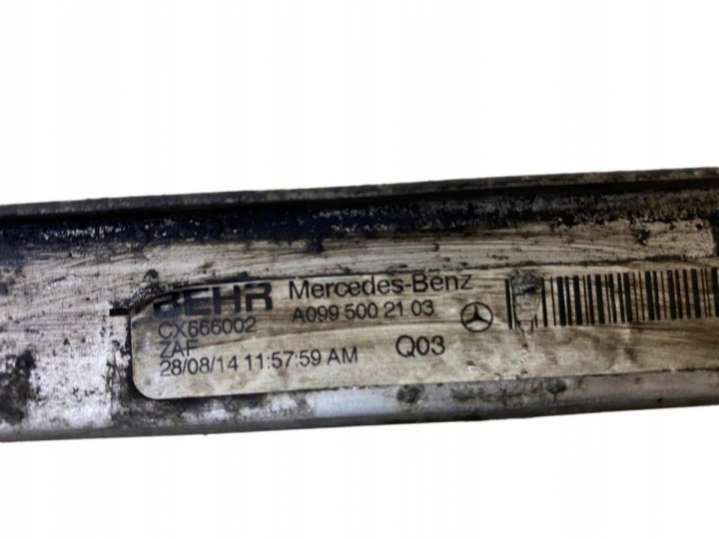 BEHR Mercedes-Benz
CX666002 A099 500 21 03
ZAF
28/08/14 11:57:59 AM Q03